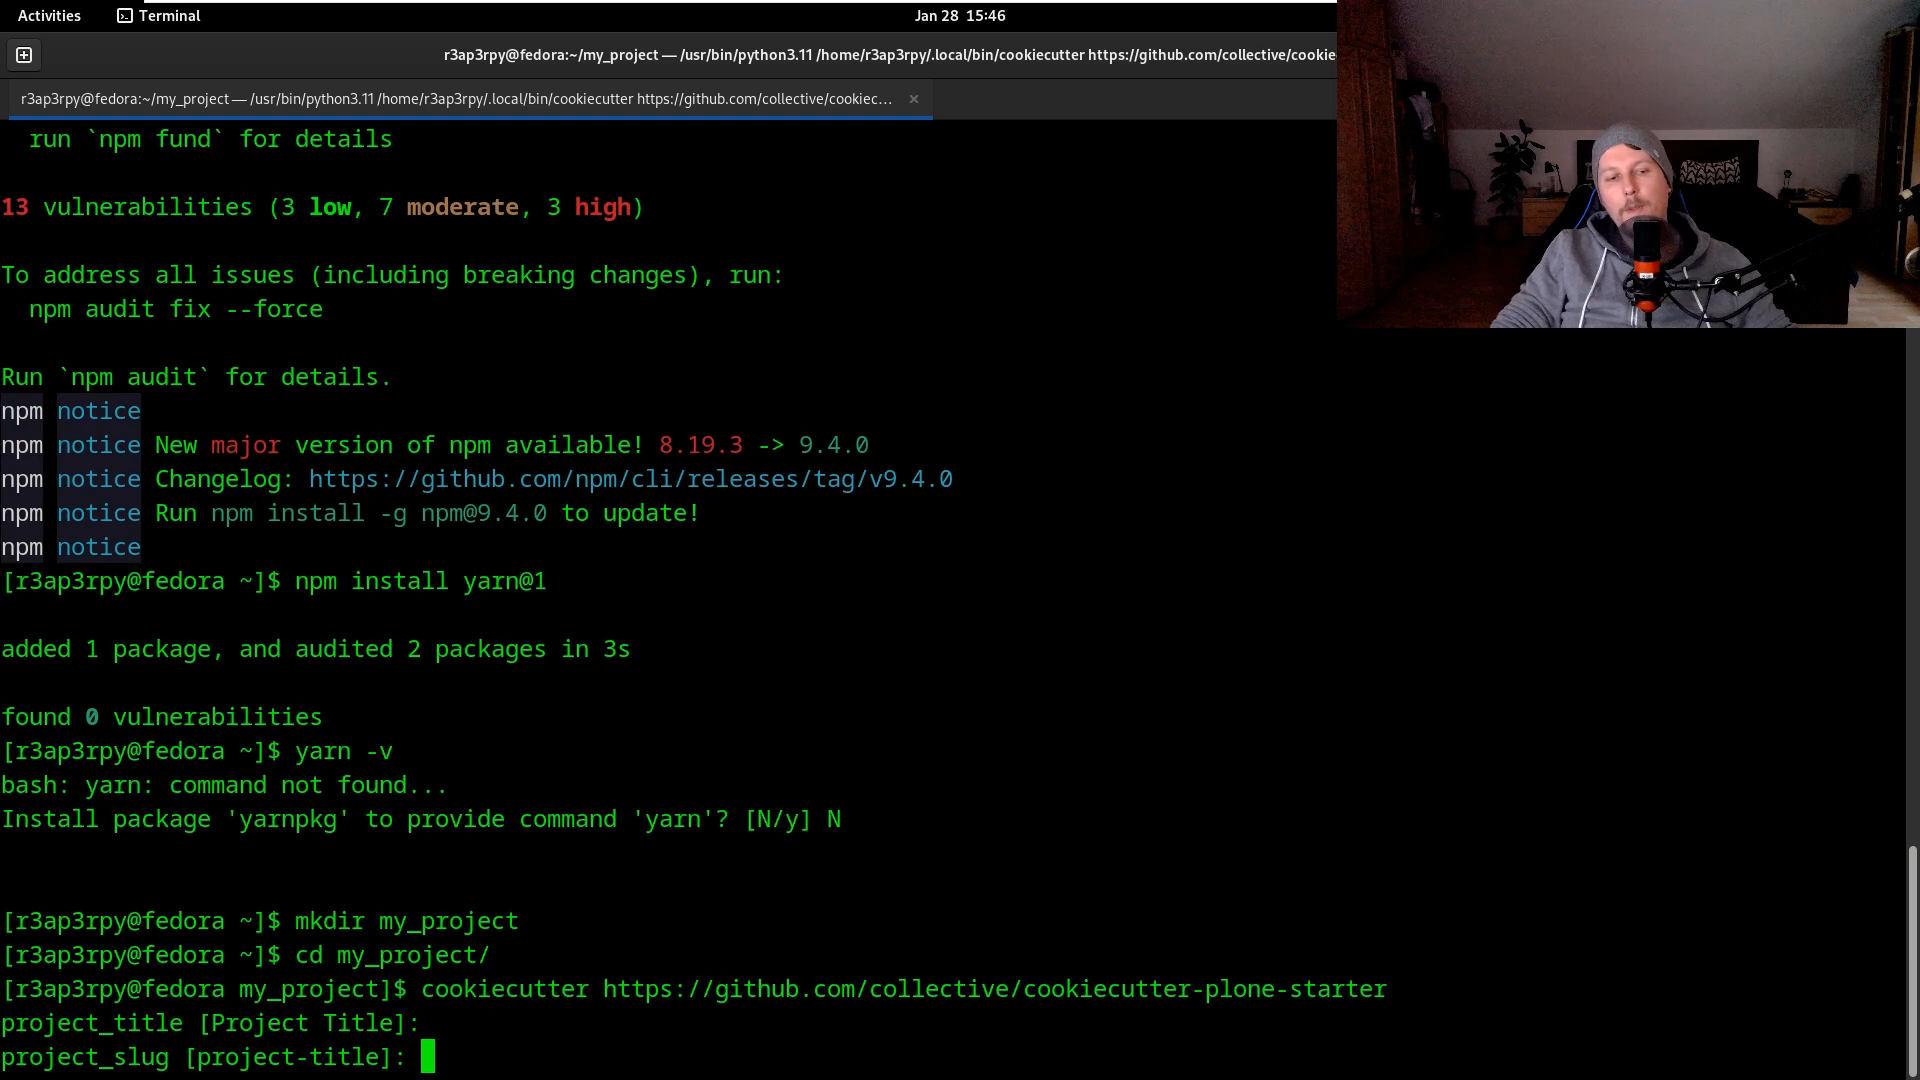 Activities
Terminal
Jan 28 15:46
r3ap3rpy@fedora:~/my_project — /usr/bin/python3.11 /home/r3ap3rpy/.local/bin/cookiecutter https://github.com/collective/cookie
r3ap3rpy@fedora:~/my_project — /usr/bin/python3.11 /home/r3ap3rpy/.local/bin/cookiecutter https://github.com/collective/cookiec...
run `npm fund` for details
13 vulnerabilities (3 low, 7 moderate, 3 high)
To address all issues (including breaking changes), run:
npm audit fix --force
Run `npm audit` for details.
npm notice
npm notice New major version of npm available! 8.19.3 -> 9.4.0
npm notice Changelog: https://github.com/npm/cli/releases/tag/v9.4.0
npm notice Run npm install -g npm@9.4.0 to update!
npm notice
[r3ap3rpy@fedora ~]$ npm install yarn@1
added 1 package, and audited 2 packages in 3s
found 0 vulnerabilities
[r3ap3rpy@fedora ~]$ yarn -v
bash: yarn: command not found...
Install package 'yarnpkg' to provide command 'yarn'? [N/y] N
[r3ap3rpy@fedora ~]$ mkdir my_project
[r3ap3rpy@fedora ~]$ cd my_project/
[r3ap3rpy@fedora my_project]$ cookiecutter https://github.com/collective/cookiecutter-plone-starter
project_title [Project Title]:
project_slug [project-title]: